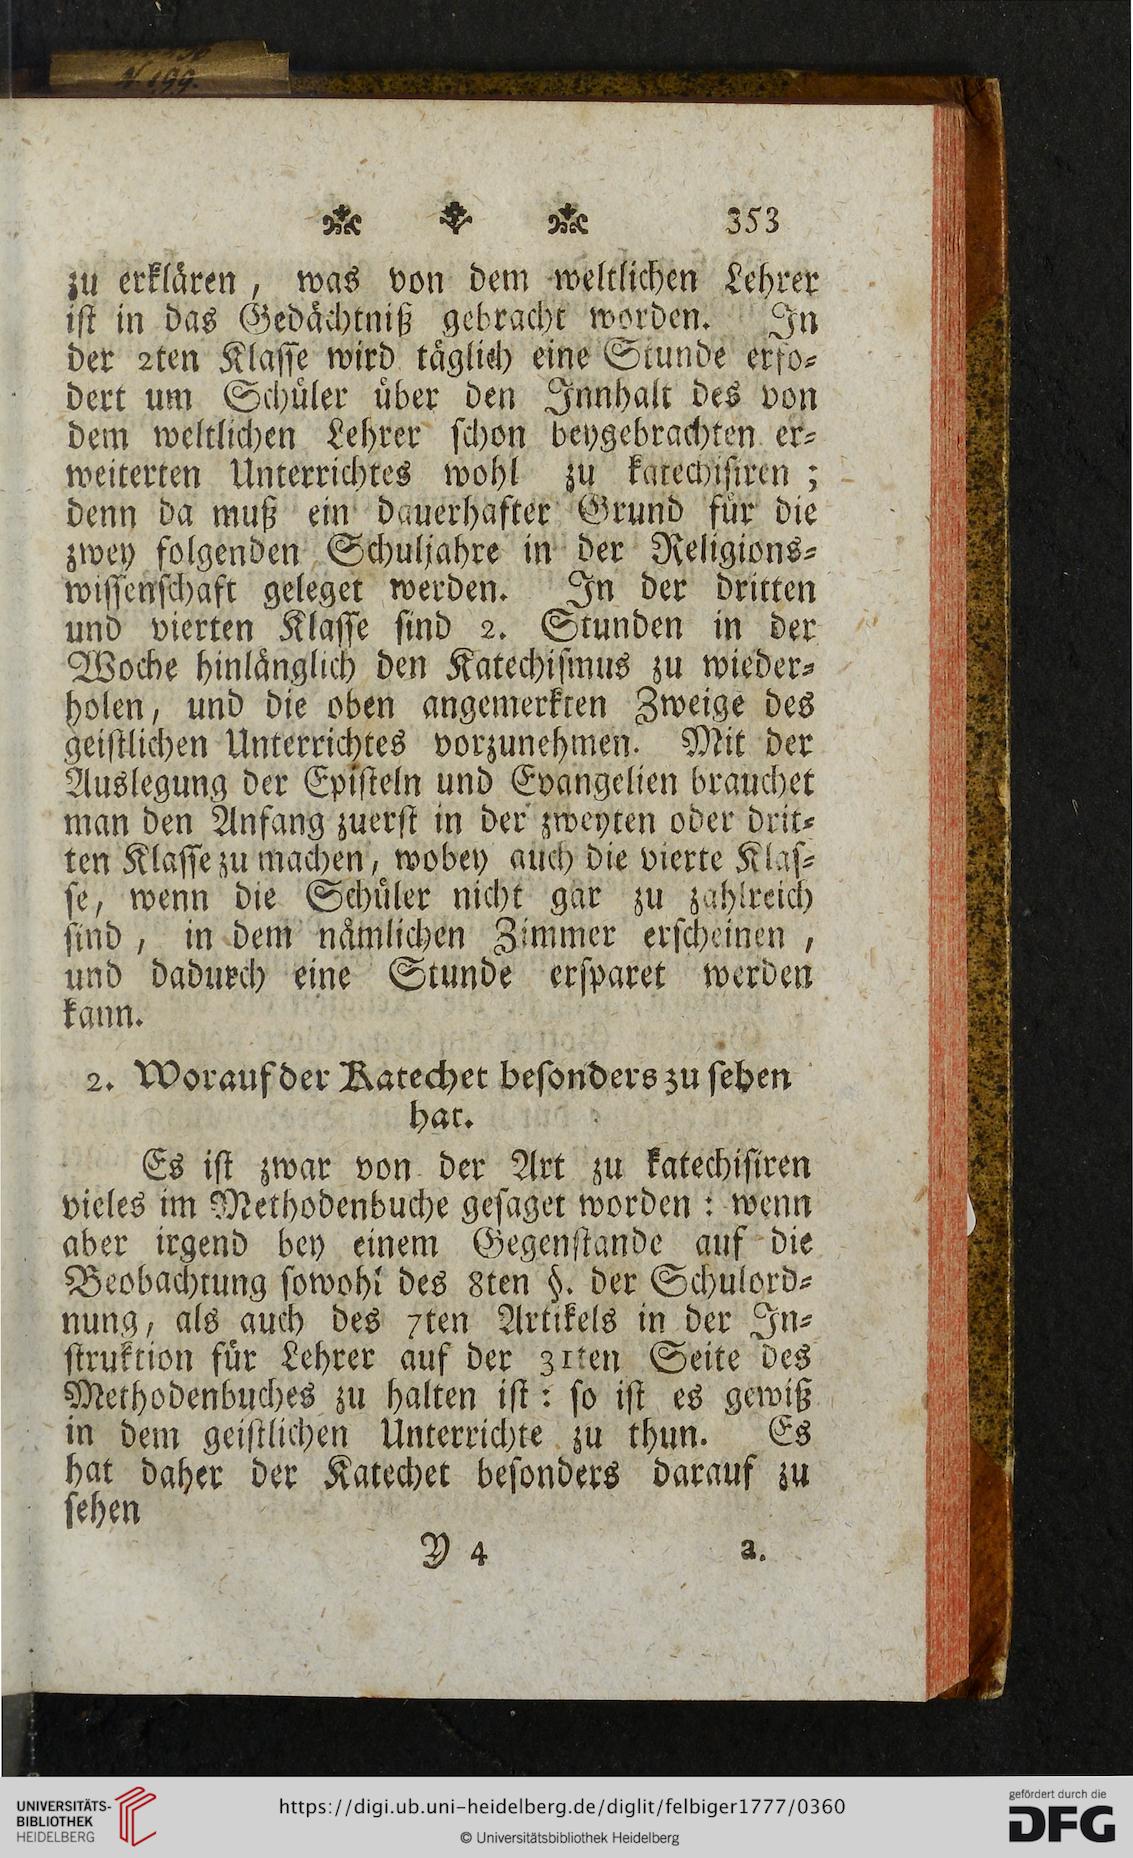 N. 199.
353
zu erklären, was von dem weltlichen Lehrer
ist in das Gedächtniß gebracht worden. In
der 2ten Klasse wird täglich eine Stunde erfo-
dert um Schüler über den Innhalt des von
dem weltlichen Lehrer schon beygebrachten er-
weiterten Unterrichtes wohl zu katechisiren;
denn da muß ein dauerhafter Grund für die
zwey folgenden Schuljahre in der Religions-
wissenschaft geleget werden. In der dritten
und vierten Klasse sind 2. Stunden in der
Woche hinlänglich den Katechismus zu wieder-
holen, und die oben angemerkten Zweige des
geistlichen Unterrichtes vorzunehmen. Mit der
Auslegung der Episteln und Evangelien brauchet
man den Anfang zuerst in der zweyten oder drit-
ten Klasse zu machen, wobey auch die vierte Klas-
se, wenn die Schüler nicht gar zu zahlreich
sind, in dem nämlichen Zimmer erscheinen,
und dadurch eine Stunde ersparet werden
kann.
2. Worauf der Katechet besonders zu sehen
hat.
Es ist zwar von der Art zu katechisiren
vieles im Methodenbuche gesaget worden: wenn
aber irgend bey einem Gegenstande auf die
Beobachtung sowohl des 8ten §. der Schulord-
nung, als auch des 7ten Artikels in der In-
struktion für Lehrer auf der 31ten Seite des
Methodenbuches zu halten ist: so ist es gewiß
in dem geistlichen Unterrichte zu thun. Es
hat daher der Katechet besonders darauf zu
sehen
Y 4 a.
UNIVERSITÄTS-
BIBLIOTHEK
HEIDELBERG
https://digi.ub.uni-heidelberg.de/diglit/felbiger1777/0360
© Universitätsbibliothek Heidelberg
gefördert durch die
DFG